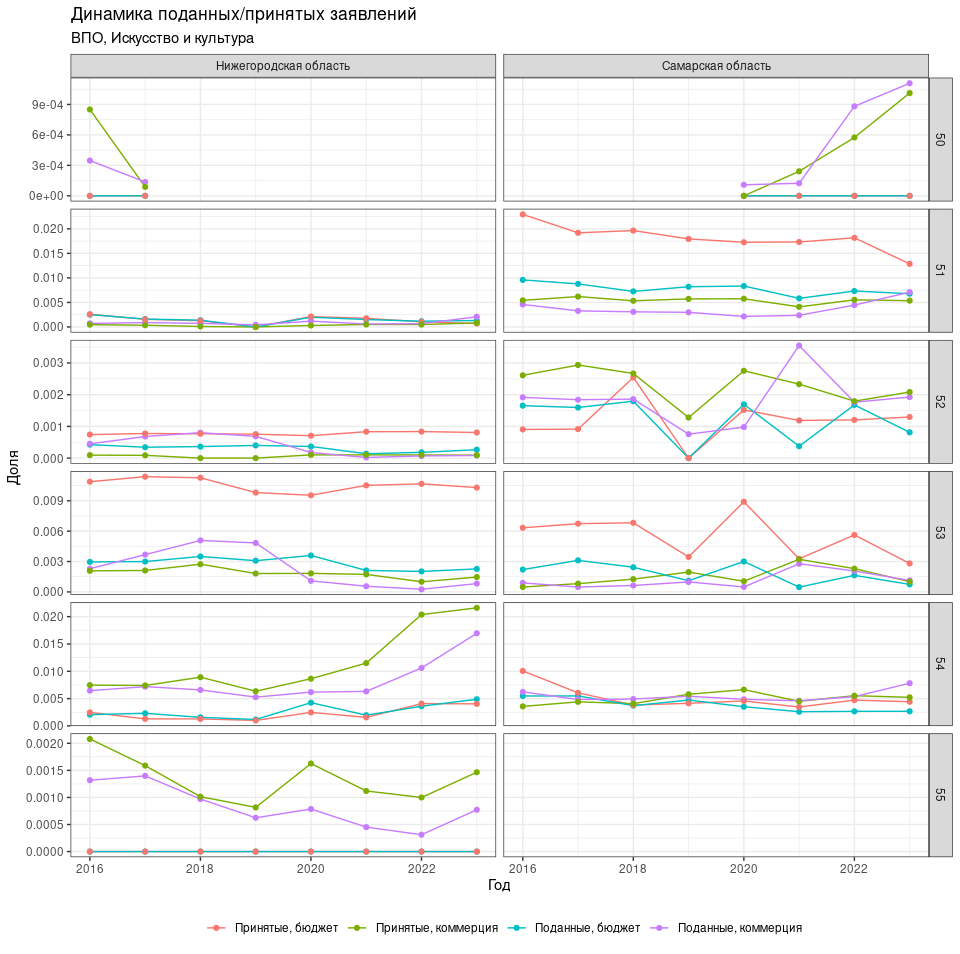 Динамика поданных/принятых заявлений
ВПО, Искусство и культура
Нижегородская область
Самарская область
9e-04
6e-04
3e-04
0e+00
50
0.020
0.015
0.010
0.005
0.000
51
0.003
0.002
0.001
0.000
52
0.009
0.006
0.003
0.000
53
0.020
0.015
0.010
0.005
0.000
54
0.0020
0.0015
0.0010
0.0005
0.0000
55
Доля
2016 2018 2020 2022 2016 2018 2020 2022
Год
Принятые, бюджет Принятые, коммерция Поданные, бюджет Поданные, коммерция